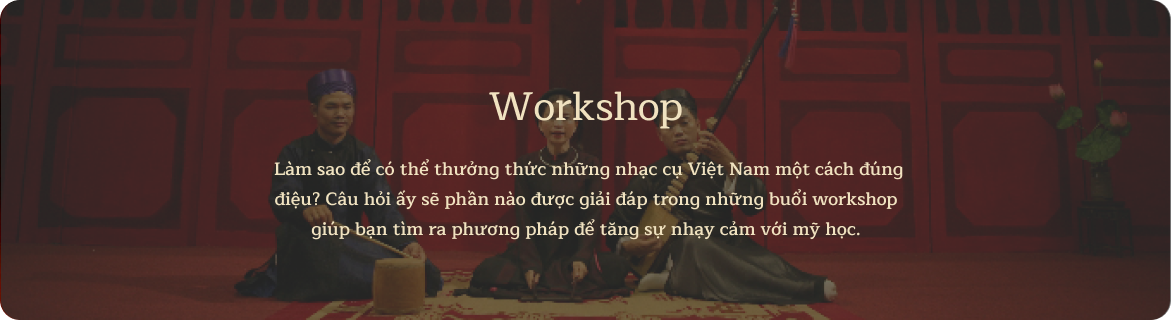 Workshop
Làm sao để có thể thưởng thức những nhạc cụ Việt Nam một cách đúng
điệu? Câu hỏi ấy sẽ phần nào được giải đáp trong những buổi workshop
giúp bạn tìm ra phương pháp để tăng sự nhạy cảm với mỹ học.